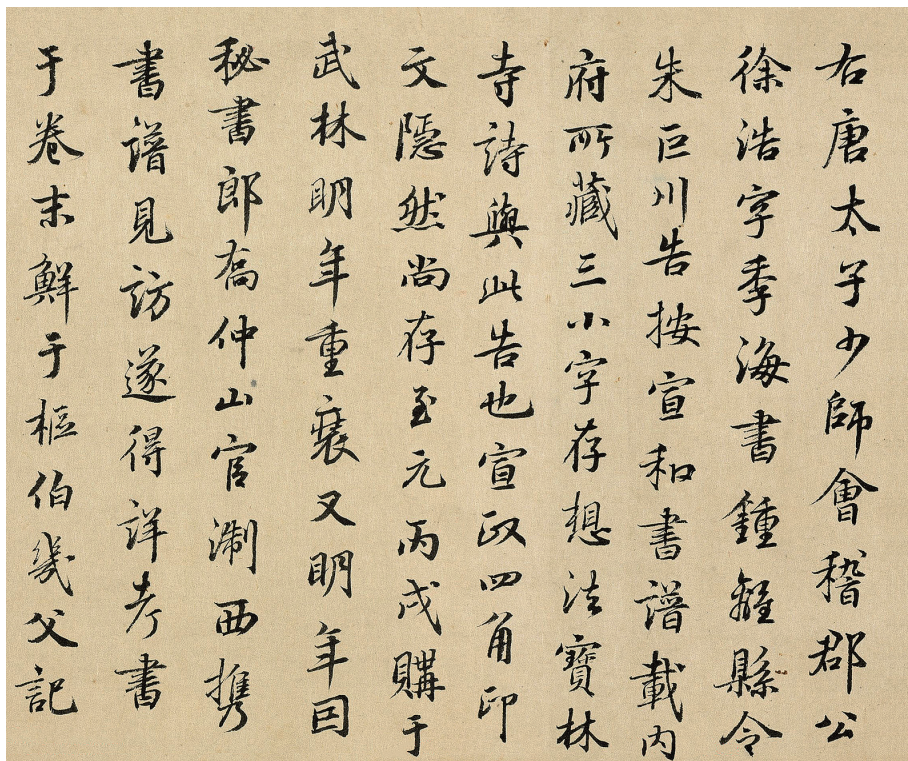 右唐太子少師會稽郡公
徐浩字季海書鍾離縣令
朱巨川告按宣和書譜載内
府所藏三小字存想法寶林
寺詩與此告也宣政四角印
文隱然尚存至元丙戌購于
武林明年重裝又明年因
秘書郎喬仲山官淛西携
書譜見訪遂得詳考書
于卷末鮮于樞伯幾父記